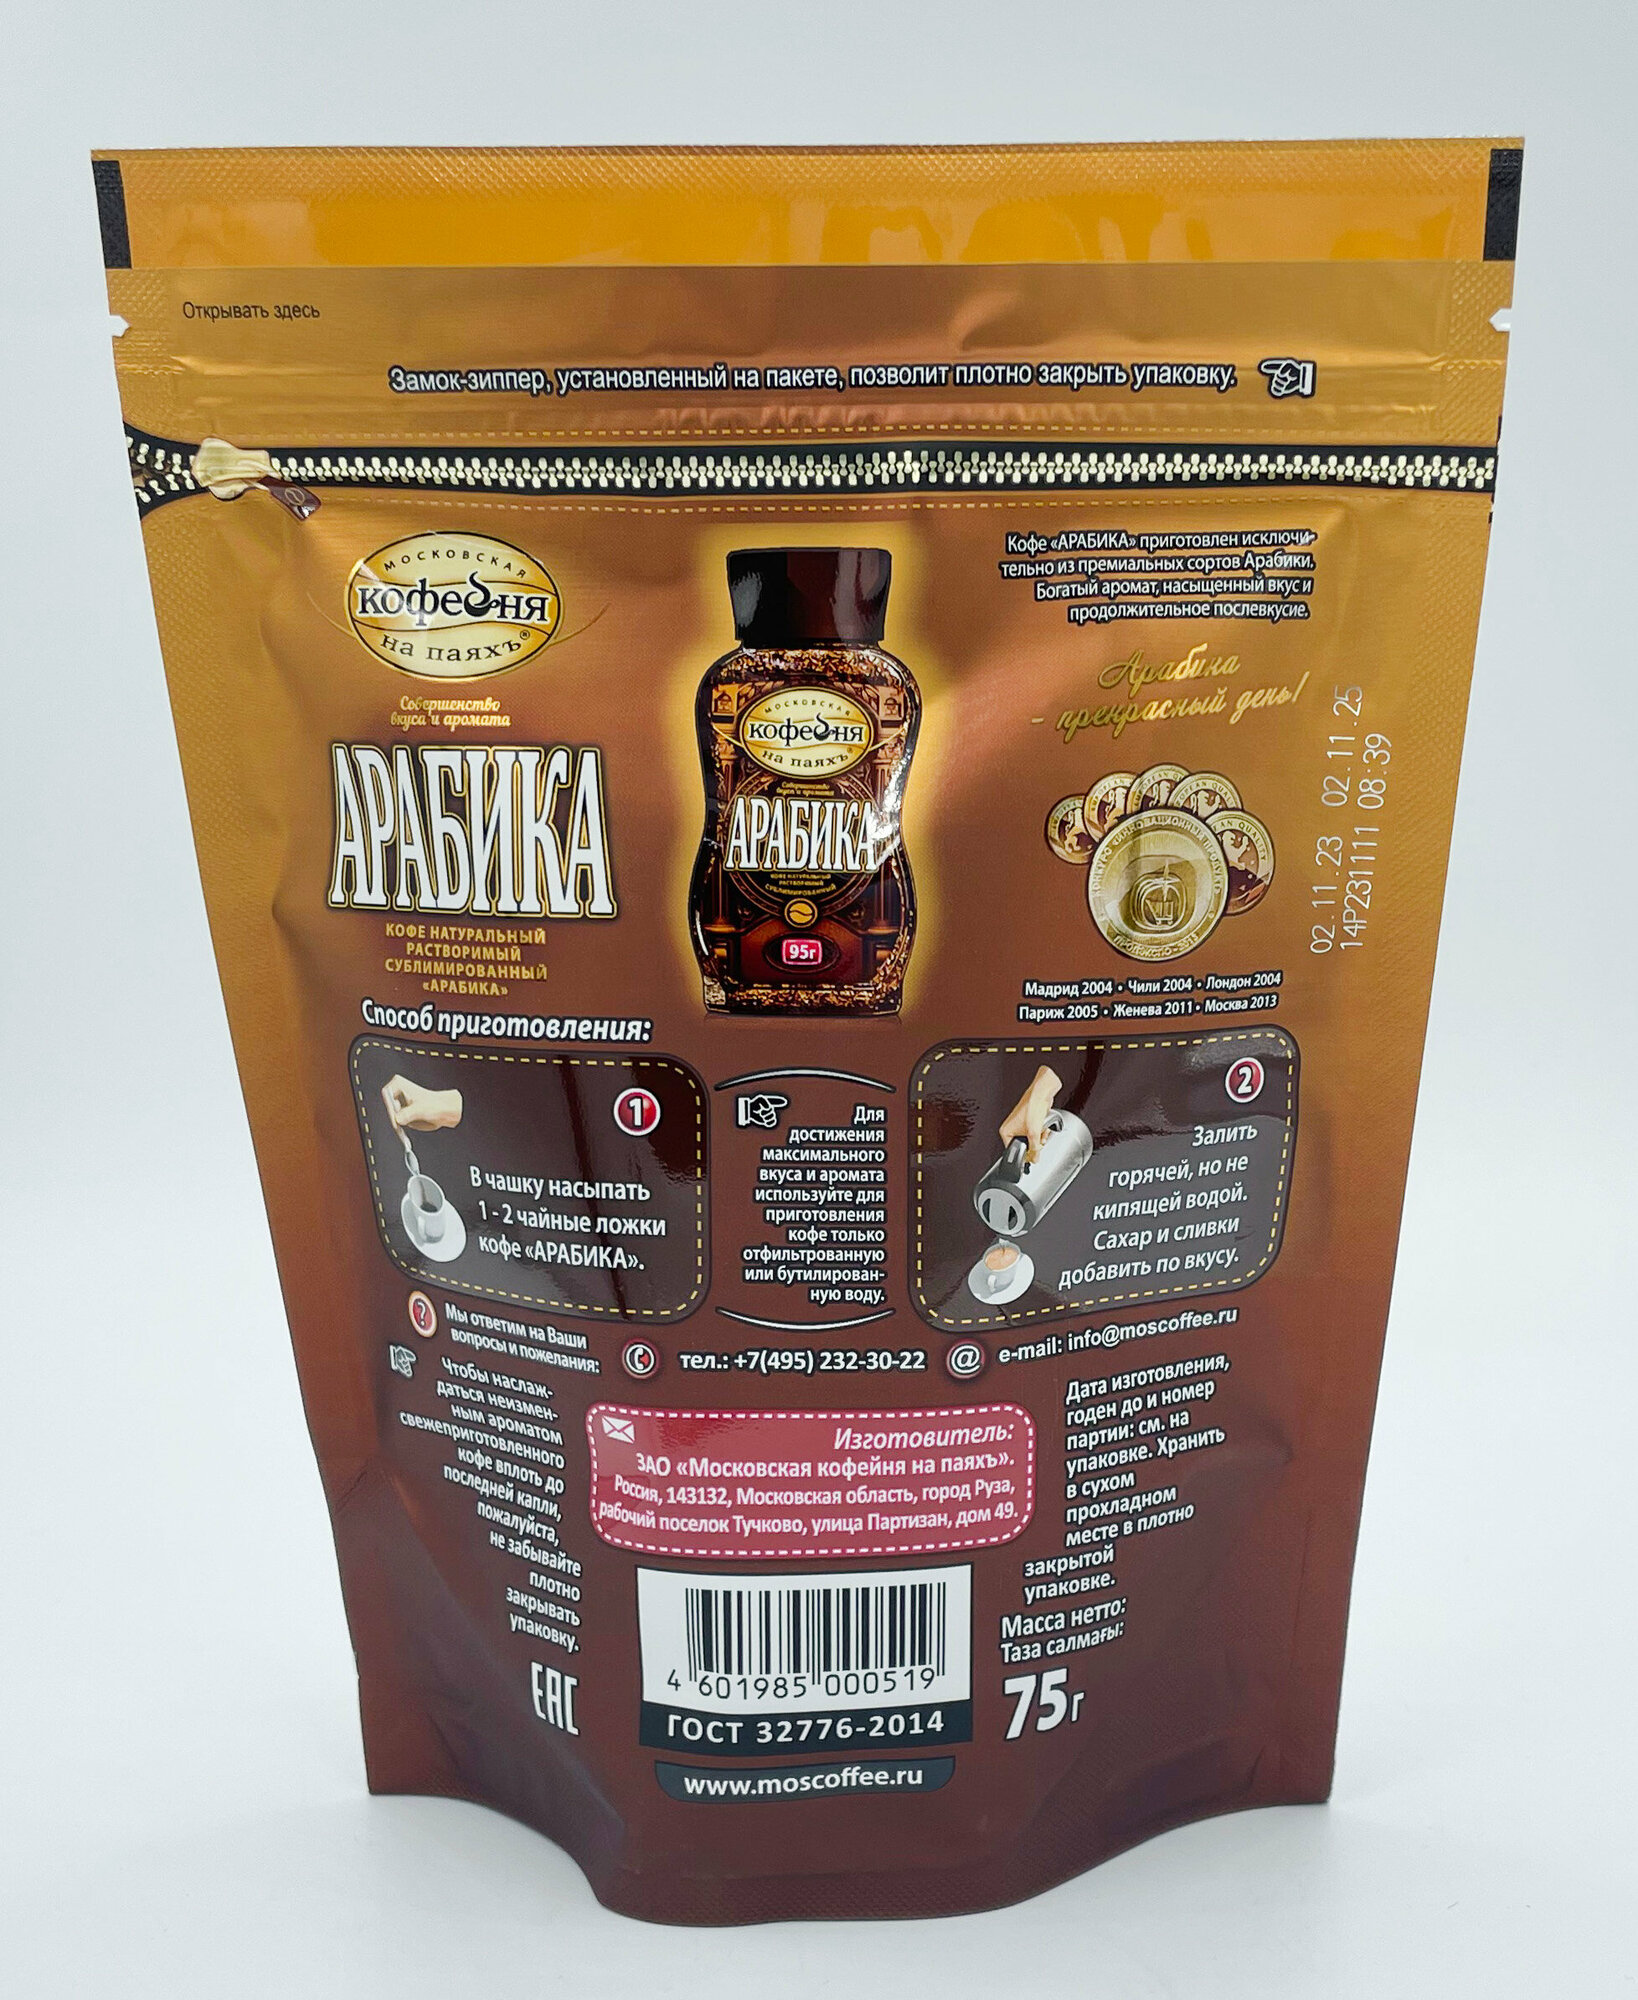 Открывать здесь
Замок-зиппер, установленный на пакете, позволит плотно закрыть упаковку.
МОСКОВСКАЯ
кофейня
на паяхъ®
Совершенство
вкуса и аромата
АРАБИКА
КОФЕ НАТУРАЛЬНЫЙ
РАСТВОРИМЫЙ
СУБЛИМИРОВАННЫЙ
«АРАБИКА»
МОСКОВСКАЯ
кофейня
на паяхъ®
Совершенство
вкуса и аромата
АРАБИКА
КОФЕ НАТУРАЛЬНЫЙ
РАСТВОРИМЫЙ
СУБЛИМИРОВАННЫЙ
95г
Кофе «АРАБИКА» приготовлен исключи-
тельно из премиальных сортов Арабики.
Богатый аромат, насыщенный вкус и
продолжительное послевкусие.
Арабика
- прекрасный день!
02.11.23 02.11.25
14P231111 08:39
Мадрид 2004 • Чили 2004 • Лондон 2004
Париж 2005 • Женева 2011 • Москва 2013
Способ приготовления:
1
В чашку насыпать
1 - 2 чайные ложки
кофе «АРАБИКА».
Для
достижения
максимального
вкуса и аромата
используйте для
приготовления
кофе только
отфильтрованную
или бутилирован-
ную воду.
2
Залить
горячей, но не
кипящей водой.
Сахар и сливки
добавить по вкусу.
? Мы ответим на Ваши
вопросы и пожелания:
тел.: +7(495) 232-30-22
@ e-mail: info@moscoffee.ru
Чтобы наслаж-
даться неизмен-
ным ароматом
свежеприготовленного
кофе вплоть до
последней капли,
пожалуйста,
не забывайте
плотно
закрывать
упаковку.
EAC
Изготовитель:
ЗАО «Московская кофейня на паяхъ».
Россия, 143132, Московская область, город Руза,
рабочий поселок Тучково, улица Партизан, дом 49.
4 601985 000519
ГОСТ 32776-2014
www.moscoffee.ru
Дата изготовления,
годен до и номер
партии: см. на
упаковке. Хранить
в сухом
прохладном
месте в плотно
закрытой
упаковке.
Масса нетто:
Таза салмағы:
75г